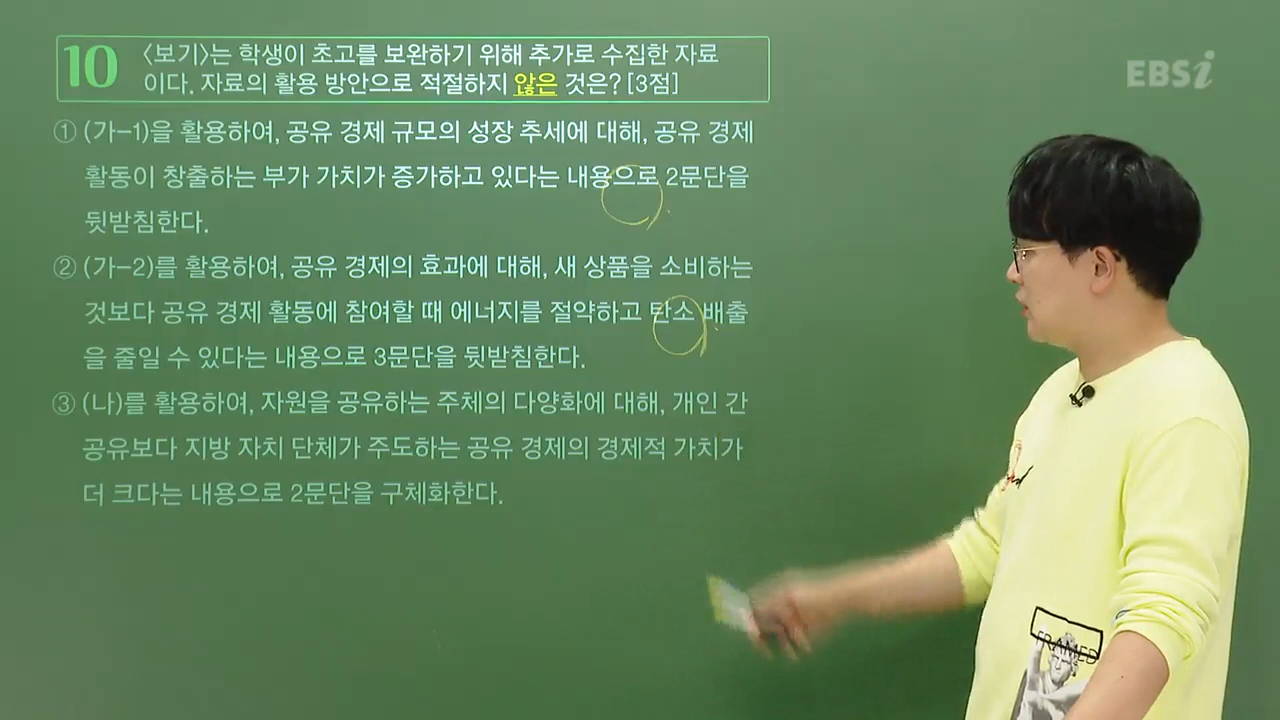 10 〈보기〉는 학생이 초고를 보완하기 위해 추가로 수집한 자료
이다. 자료의 활용 방안으로 적절하지 않은 것은? [3점]
EBSi
① (가-1)을 활용하여, 공유 경제 규모의 성장 추세에 대해, 공유 경제
활동이 창출하는 부가 가치가 증가하고 있다는 내용으로 2문단을
뒷받침한다.
② (가-2)를 활용하여, 공유 경제의 효과에 대해, 새 상품을 소비하는
것보다 공유 경제 활동에 참여할 때 에너지를 절약하고 탄소 배출
을 줄일 수 있다는 내용으로 3문단을 뒷받침한다.
③ (나)를 활용하여, 자원을 공유하는 주체의 다양화에 대해, 개인 간
공유보다 지방 자치 단체가 주도하는 공유 경제의 경제적 가치가
더 크다는 내용으로 2문단을 구체화한다.
FRAMED